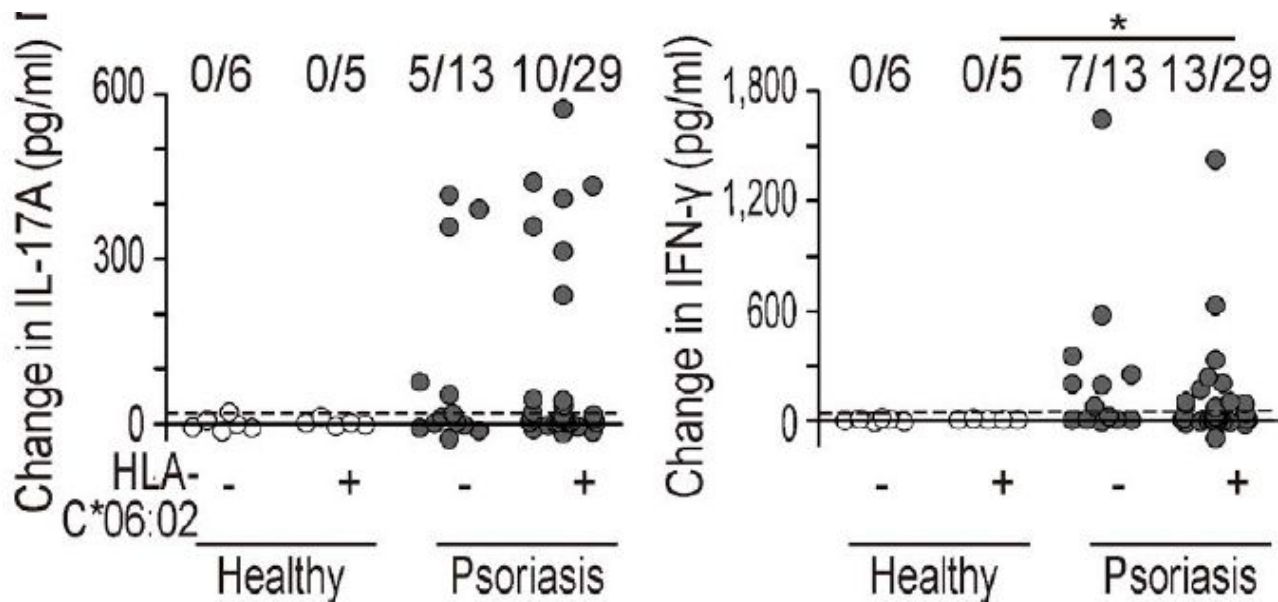 Change in IL-17A (pg/ml)
0/6 0/5 5/13 10/29
600
300
0
HLA-
C*06:02
- + - +
Healthy Psoriasis
Change in IFN-γ (pg/ml)
*
0/6 0/5 7/13 13/29
1,800
1,200
600
0
- + - +
Healthy Psoriasis